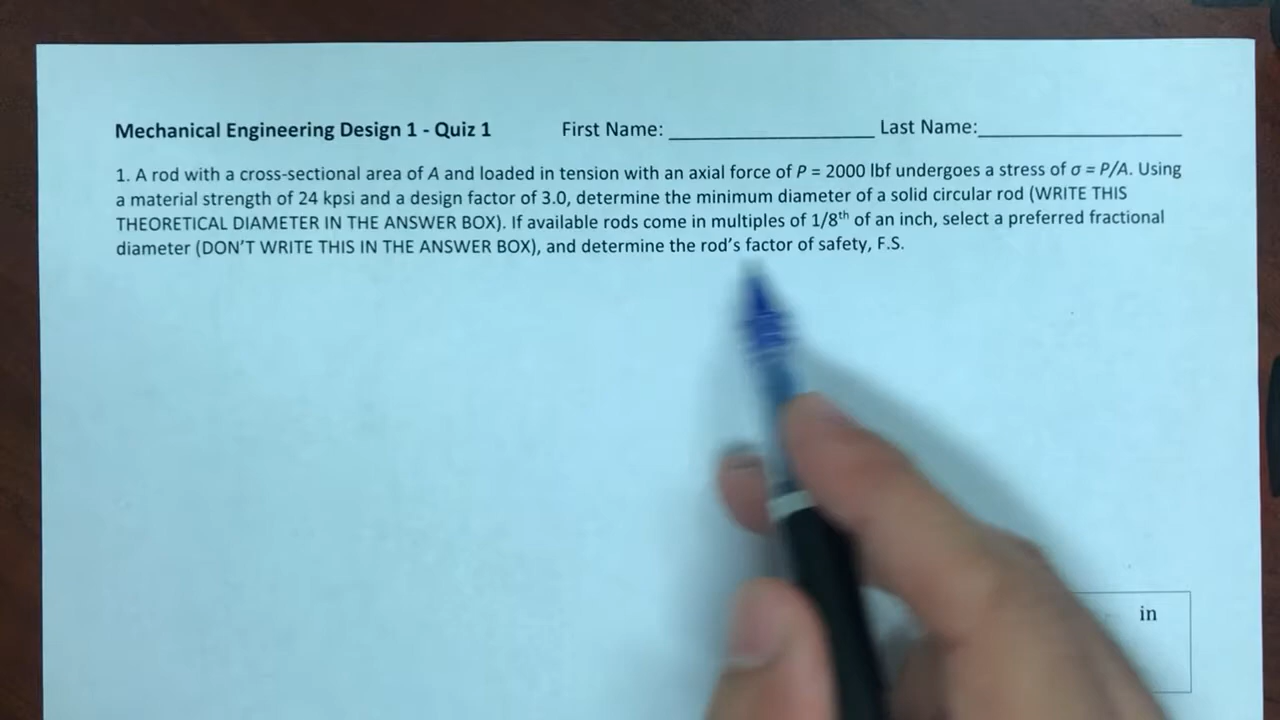 Mechanical Engineering Design 1 - Quiz 1 First Name: ____________________ Last Name:____________________
1. A rod with a cross-sectional area of A and loaded in tension with an axial force of P = 2000 lbf undergoes a stress of σ = P/A. Using
a material strength of 24 kpsi and a design factor of 3.0, determine the minimum diameter of a solid circular rod (WRITE THIS
THEORETICAL DIAMETER IN THE ANSWER BOX). If available rods come in multiples of 1/8th of an inch, select a preferred fractional
diameter (DON'T WRITE THIS IN THE ANSWER BOX), and determine the rod's factor of safety, F.S.
in